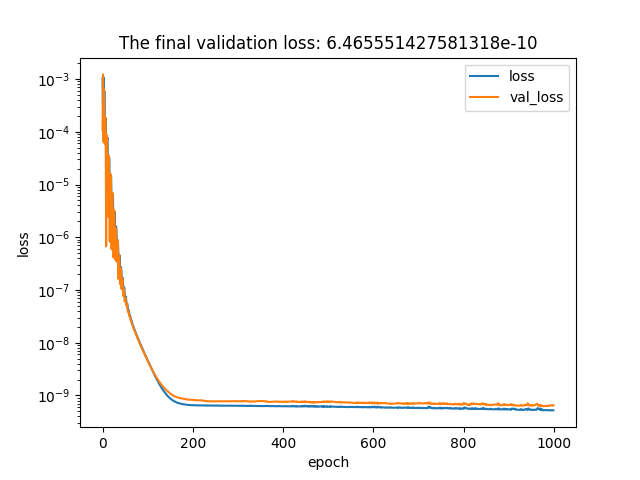 The final validation loss: 6.465551427581318e-10
loss
val_loss
10⁻³
10⁻⁴
10⁻⁵
10⁻⁶
10⁻⁷
10⁻⁸
10⁻⁹
loss
0
200
400
600
800
1000
epoch